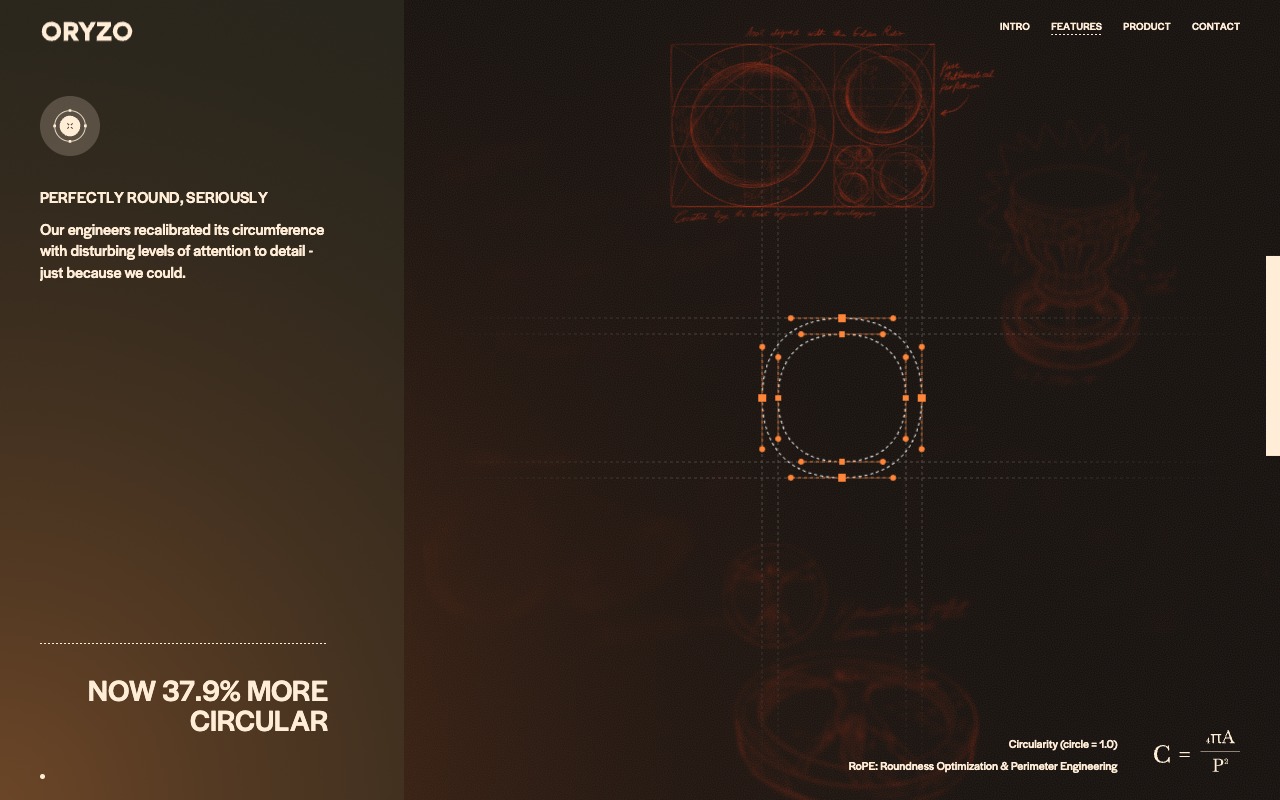 ORYZO
INTRO
FEATURES
PRODUCT
CONTACT
PERFECTLY ROUND, SERIOUSLY
Our engineers recalibrated its circumference
with disturbing levels of attention to detail -
just because we could.
NOW 37.9% MORE
CIRCULAR
Circularity (circle = 1.0)
RoPE: Roundness Optimization & Perimeter Engineering
C = 4πA
P²